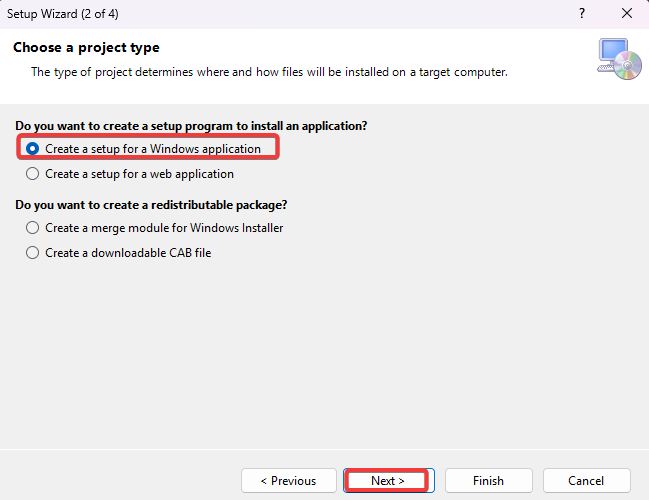 Setup Wizard (2 of 4)
?
Choose a project type
The type of project determines where and how files will be installed on a target computer.
Do you want to create a setup program to install an application?
Create a setup for a Windows application
Create a setup for a web application
Do you want to create a redistributable package?
Create a merge module for Windows Installer
Create a downloadable CAB file
< Previous
Next >
Finish
Cancel